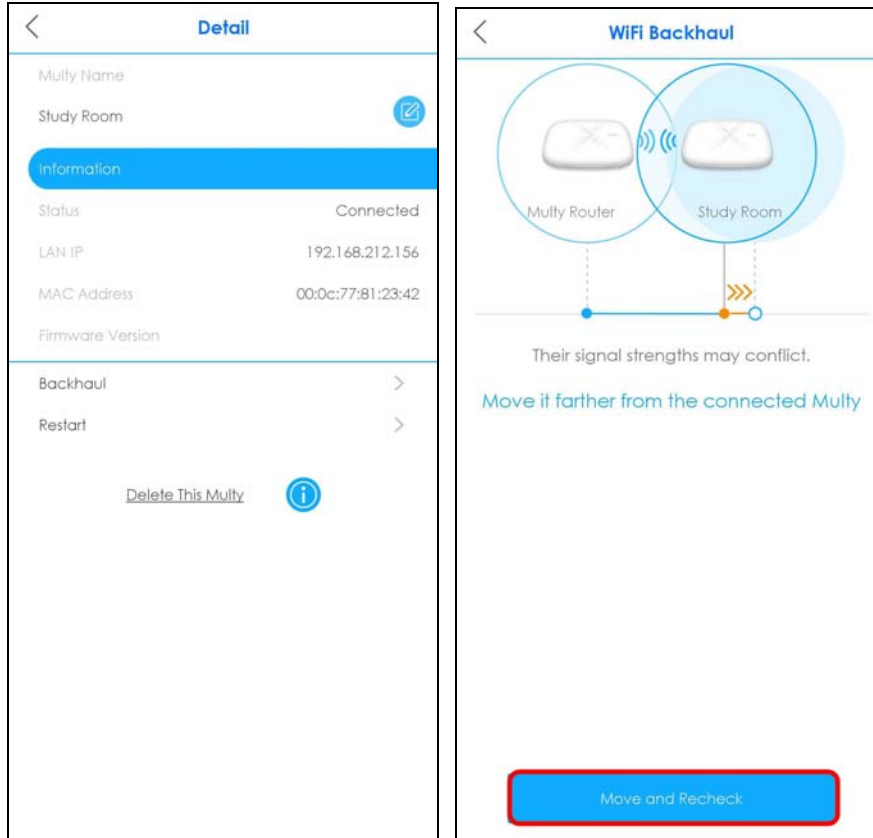 Detail
Multy Name
Study Room
Information
Status Connected
LAN IP 192.168.212.156
MAC Address 00:0c:77:81:23:42
Firmware Version
Backhaul
Restart
Delete This Multy
WiFi Backhaul
Multy Router Study Room
Their signal strengths may conflict.
Move it farther from the connected Multy
Move and Recheck